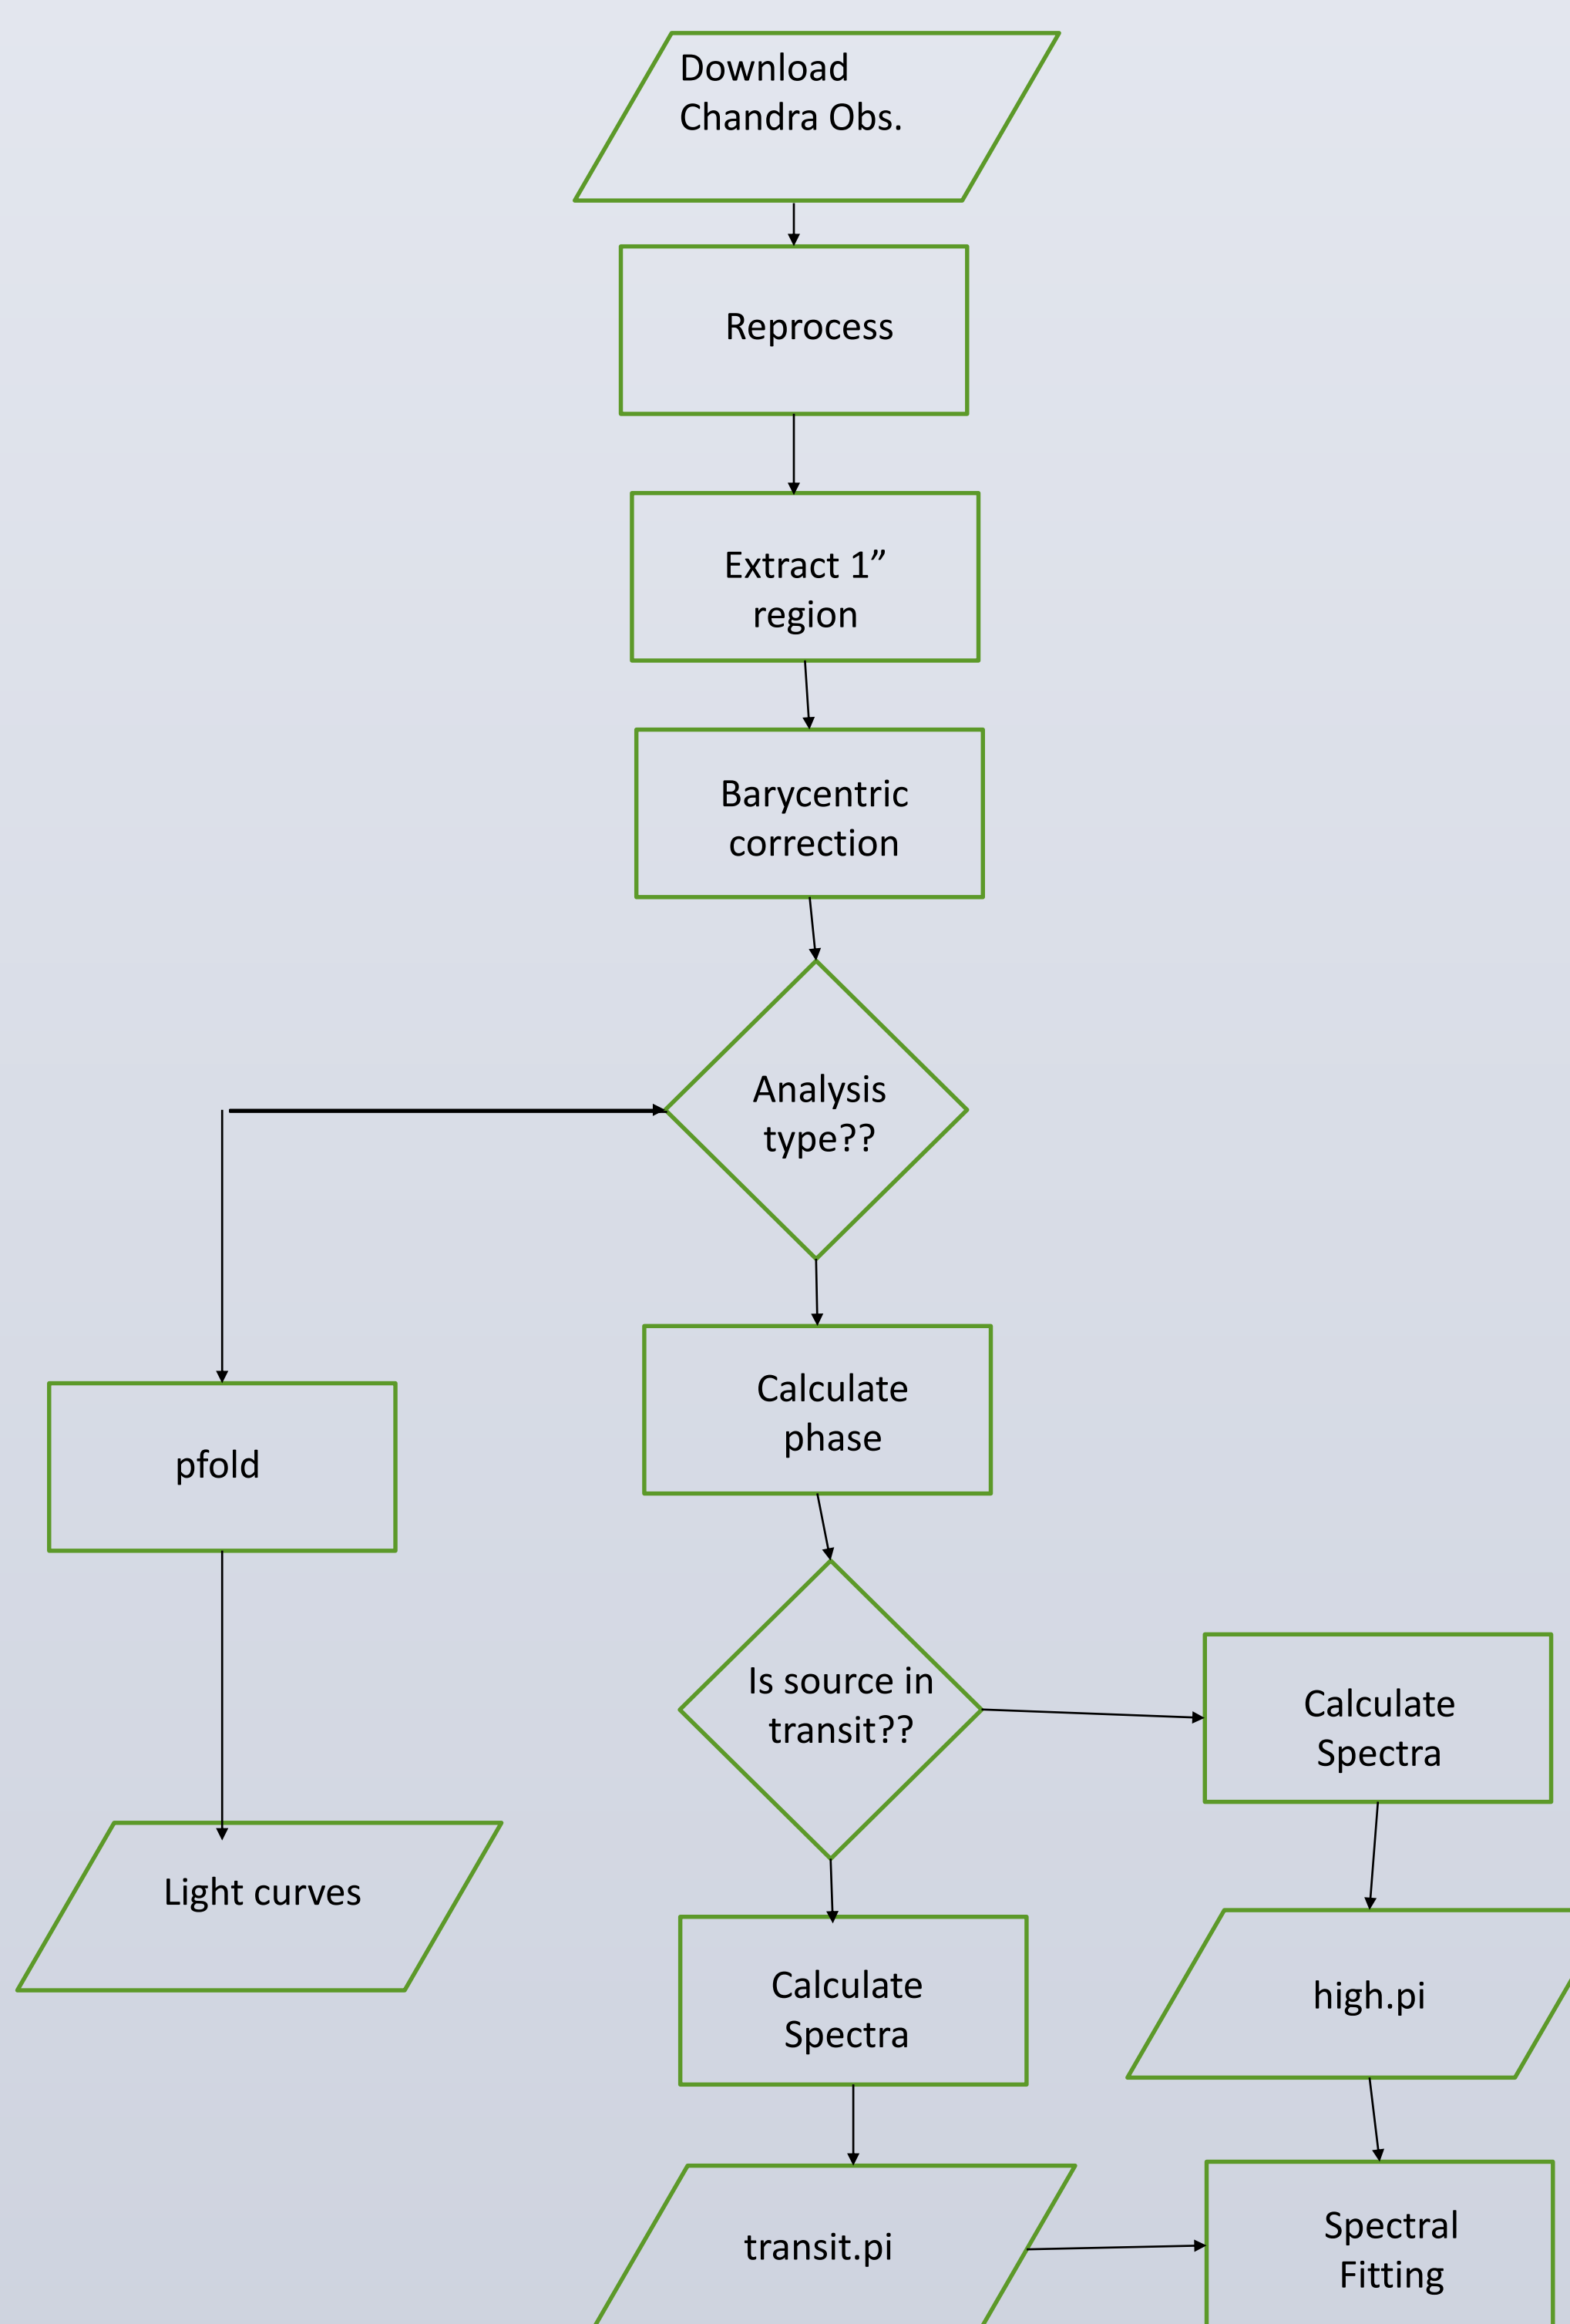 Download
Chandra Obs.
Reprocess
Extract 1”
region
Barycentric
correction
Analysis
type??
Calculate
phase
pfold
Is source in
transit??
Calculate
Spectra
Light curves
Calculate
Spectra
high.pi
transit.pi
Spectral
Fitting